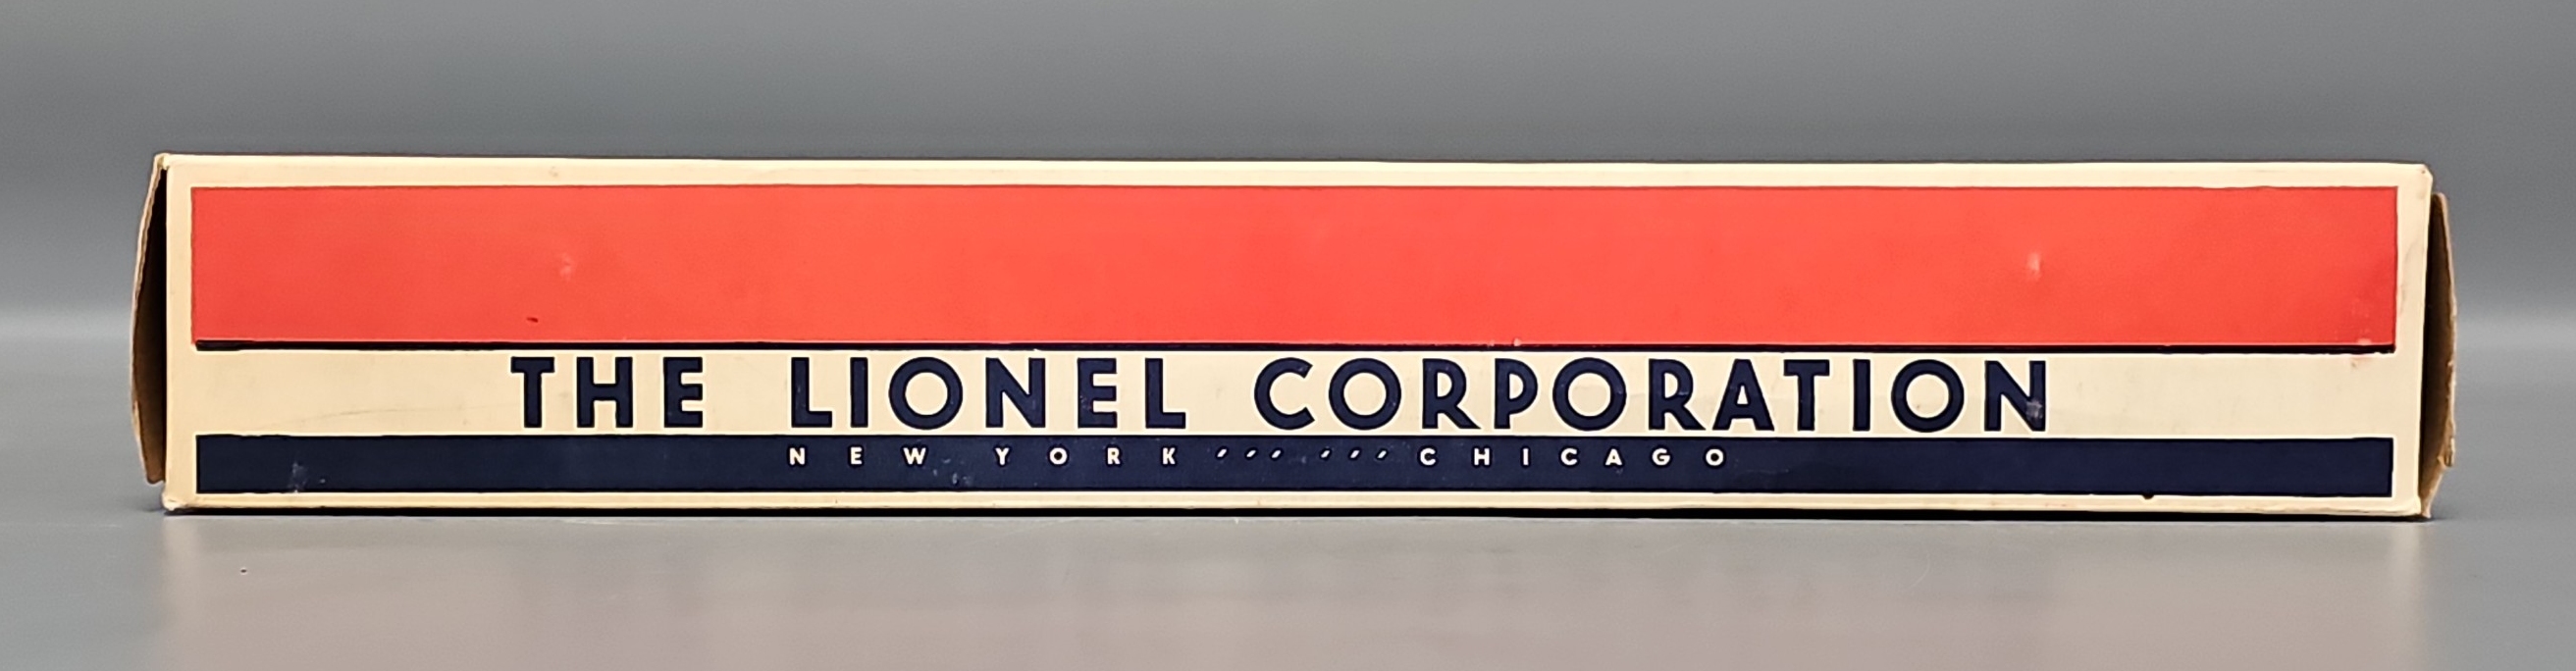 THE LIONEL CORPORATION
NEW YORK ''' ''' CHICAGO